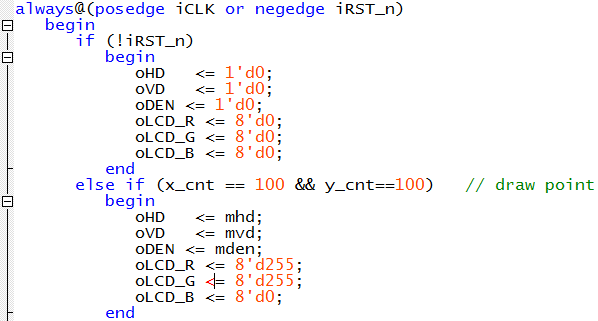 always@(posedge iCLK or negedge iRST_n)
begin
if (!iRST_n)
begin
oHD <= 1'd0;
oVD <= 1'd0;
oDEN <= 1'd0;
oLCD_R <= 8'd0;
oLCD_G <= 8'd0;
oLCD_B <= 8'd0;
end
else if (x_cnt == 100 && y_cnt==100) // draw point
begin
oHD <= mhd;
oVD <= mvd;
oDEN <= mden;
oLCD_R <= 8'd255;
oLCD_G <= 8'd255;
oLCD_B <= 8'd0;
end